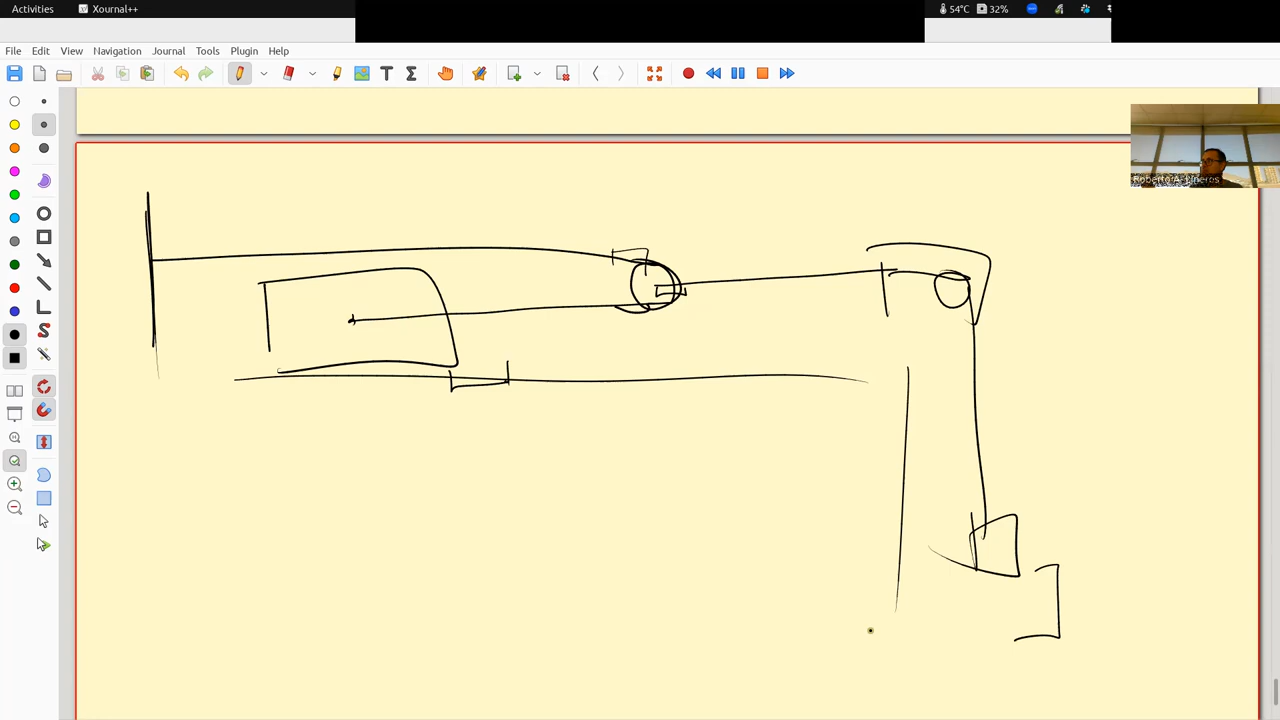 Activities Xournal++ 54°C 32%
File Edit View Navigation Journal Tools Plugin Help